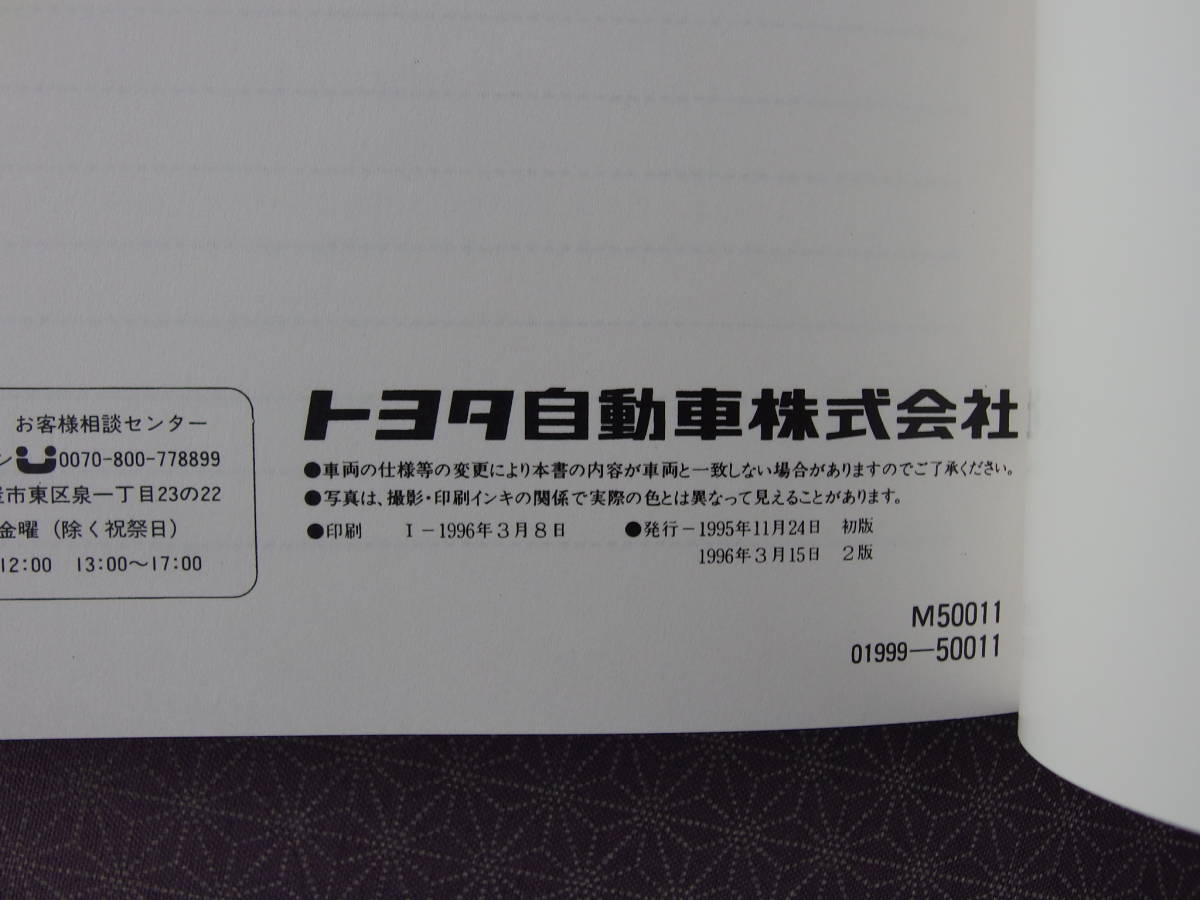 お客様相談センター
ン 0070-800-778899
市東区泉一丁目23の22
金曜（除く祝祭日）
12:00 13:00〜17:00
トヨタ自動車株式会社
●車両の仕様等の変更により本書の内容が車両と一致しない場合がありますのでご了承ください。
●写真は、撮影・印刷インキの関係で実際の色とは異なって見えることがあります。
●印刷 I－1996年3月8日 ●発行－1995年11月24日 初版
1996年3月15日 2版
M50011
01999―50011